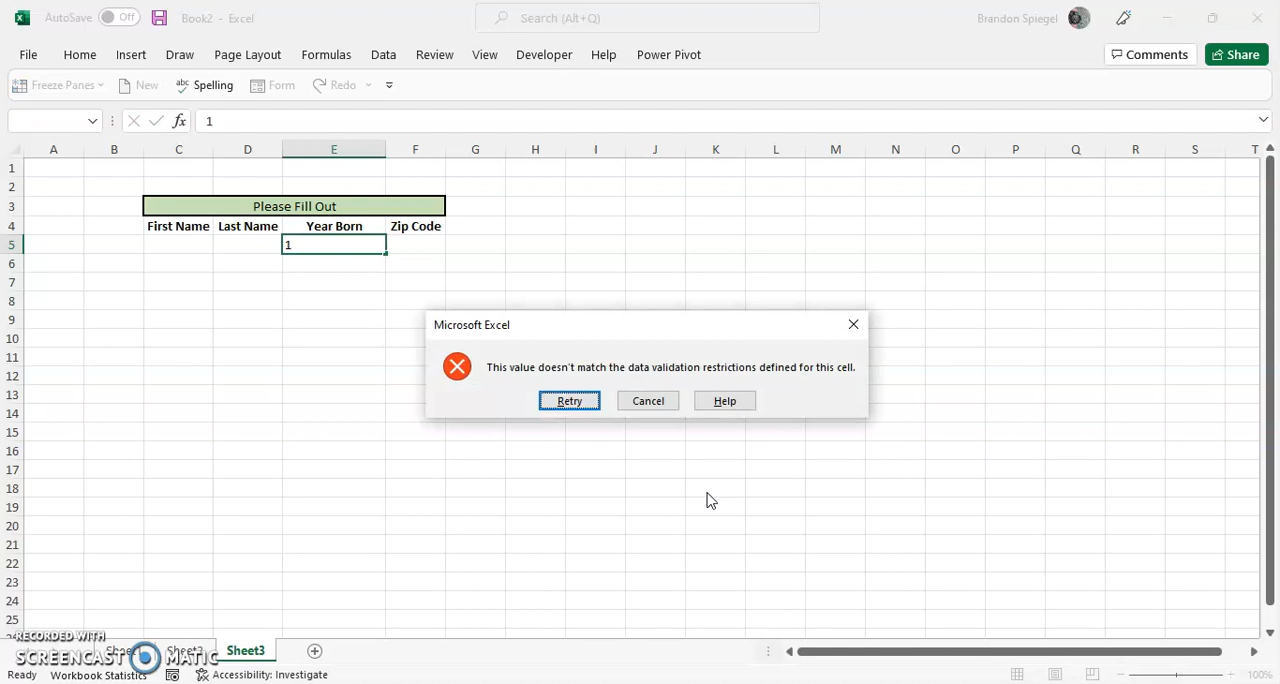 AutoSave Off Book2 - Excel Search (Alt+Q) Brandon Spiegel
File Home Insert Draw Page Layout Formulas Data Review View Developer Help Power Pivot Comments Share
Freeze Panes New abc Spelling Form Redo
fx 1
A B C D E F G H I J K L M N O P Q R S T
1
2
3 Please Fill Out
4 First Name Last Name Year Born Zip Code
5 1
6
7
8
9 Microsoft Excel
10
11 This value doesn't match the data validation restrictions defined for this cell.
12
13 Retry Cancel Help
14
15
16
17
18
19
20
21
22
23
24
25
RECORDED WITH
SCREENCAST MATIC
Sheet3
Ready Workbook Statistics Accessibility: Investigate 100%